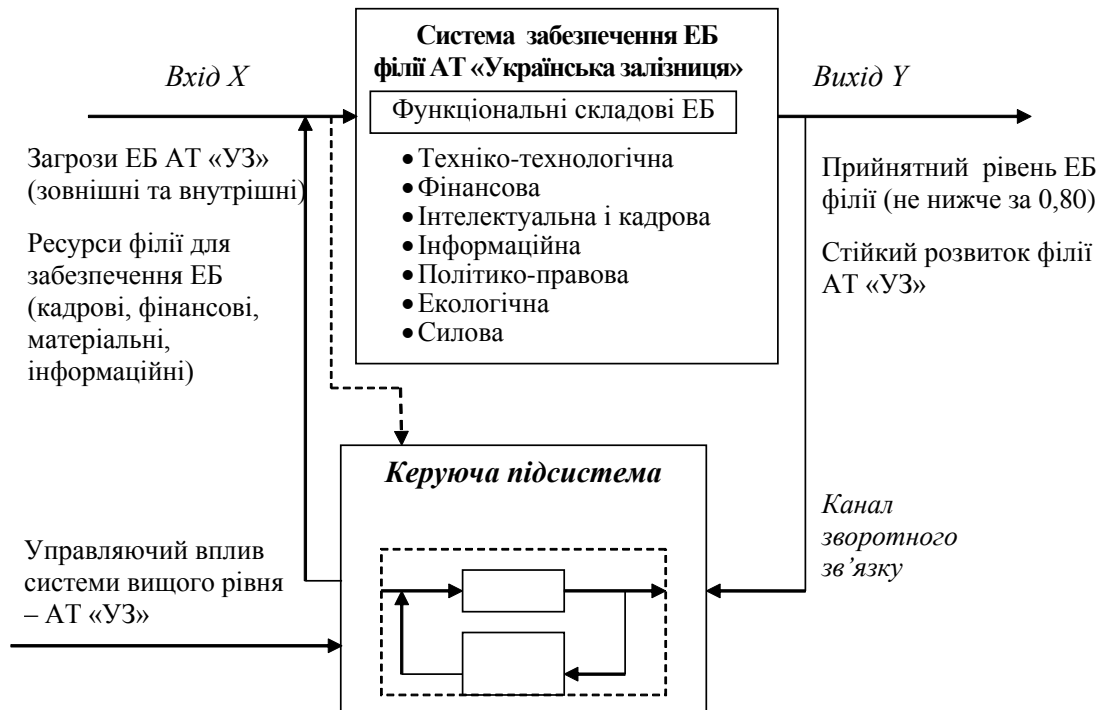 Система забезпечення ЕБ
філії АТ «Українська залізниця»
Вхід X
Вихід Y
Функціональні складові ЕБ
Загрози ЕБ АТ «УЗ»
(зовнішні та внутрішні)
Ресурси філії для
забезпечення ЕБ
(кадрові, фінансові,
матеріальні,
інформаційні)
•Техніко-технологічна
•Фінансова
•Інтелектуальна і кадрова
•Інформаційна
•Політико-правова
•Екологічна
•Силова
Прийнятний рівень ЕБ
філії (не нижче за 0,80)
Стійкий розвиток філії
АТ «УЗ»
Керуюча підсистема
Канал
зворотного
зв’язку
Управляючий вплив
системи вищого рівня
– АТ «УЗ»